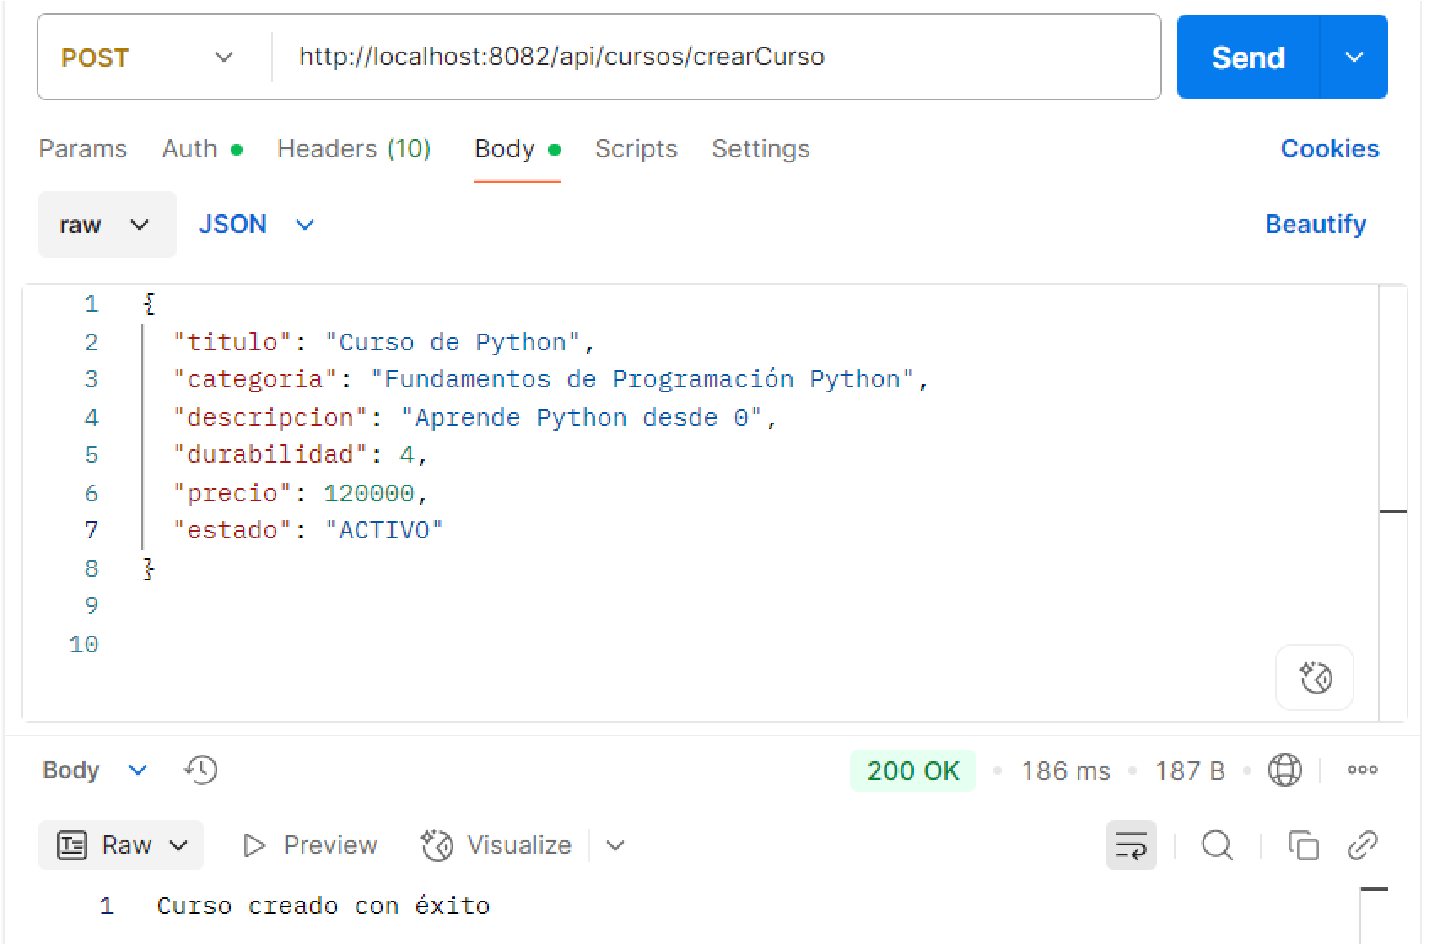 POST http://localhost:8082/api/cursos/crearCurso Send
Params Auth Headers (10) Body Scripts Settings Cookies
raw JSON Beautify
1 {
2 "titulo": "Curso de Python",
3 "categoria": "Fundamentos de Programación Python",
4 "descripcion": "Aprende Python desde 0",
5 "durabilidad": 4,
6 "precio": 120000,
7 "estado": "ACTIVO"
8 }
9
10
Body 200 OK 186 ms 187 B
Raw Preview Visualize
1 Curso creado con éxito